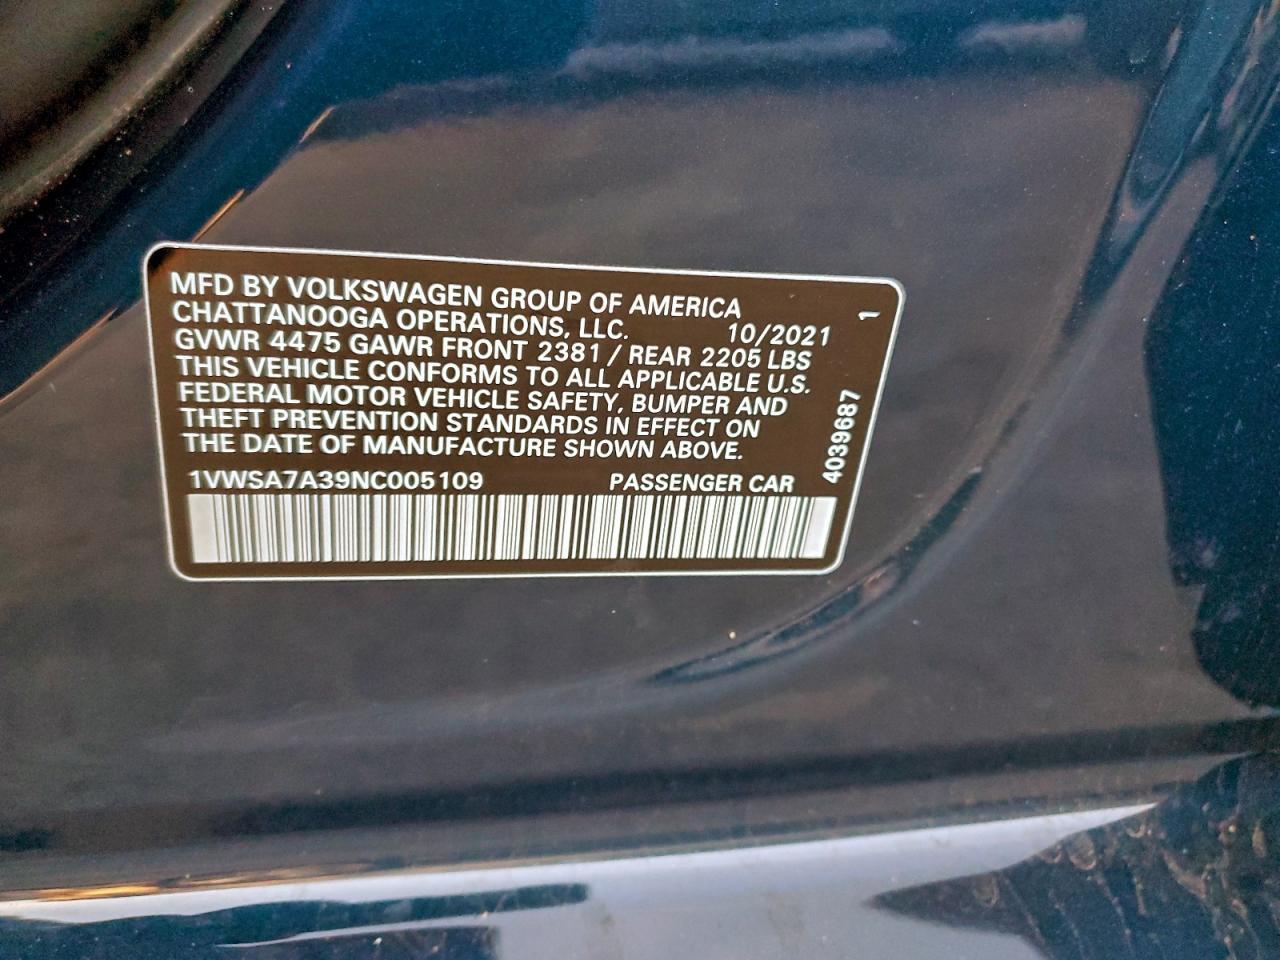 MFD BY VOLKSWAGEN GROUP OF AMERICA
CHATTANOOGA OPERATIONS, LLC. 10/2021
GVWR 4475 GAWR FRONT 2381 / REAR 2205 LBS
THIS VEHICLE CONFORMS TO ALL APPLICABLE U.S.
FEDERAL MOTOR VEHICLE SAFETY, BUMPER AND
THEFT PREVENTION STANDARDS IN EFFECT ON
THE DATE OF MANUFACTURE SHOWN ABOVE.
1VWSA7A39NC005109 PASSENGER CAR
4039687 1